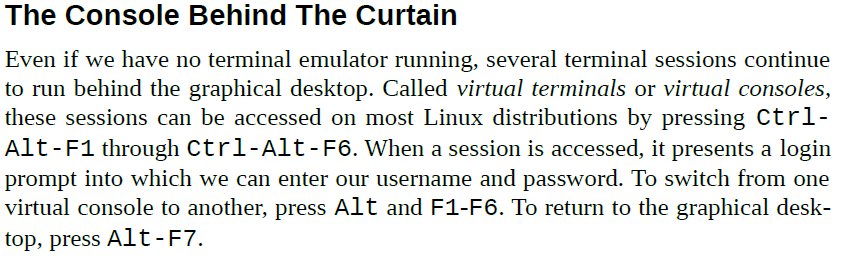 The Console Behind The Curtain
Even if we have no terminal emulator running, several terminal sessions continue
to run behind the graphical desktop. Called virtual terminals or virtual consoles,
these sessions can be accessed on most Linux distributions by pressing Ctrl-
Alt-F1 through Ctrl-Alt-F6. When a session is accessed, it presents a login
prompt into which we can enter our username and password. To switch from one
virtual console to another, press Alt and F1-F6. To return to the graphical desk-
top, press Alt-F7.